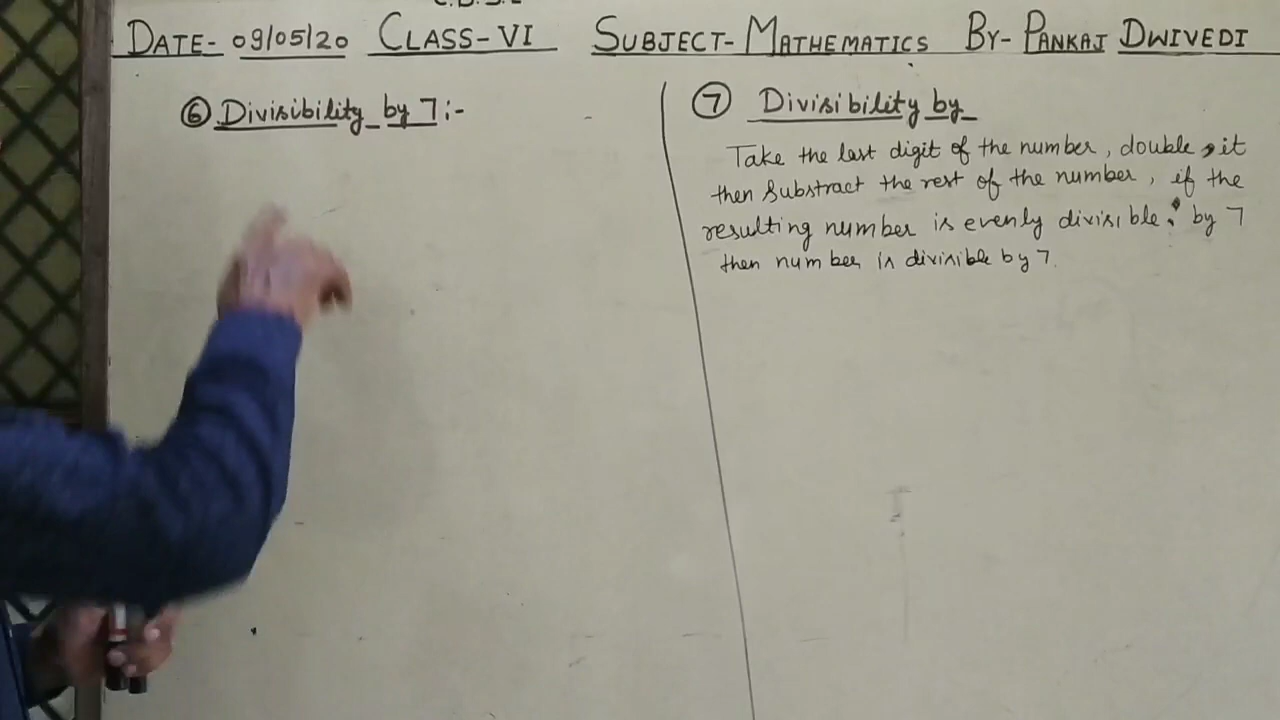 DATE- 09/05/20 CLASS-VI SUBJECT- MATHEMATICS BY- PANKAJ DWIVEDI
⑥ Divisibility by 7:-
⑦ Divisibility by
Take the last digit of the number, double it
then substract the rest of the number, if the
resulting number is evenly divisible by 7
then number is divisible by 7.